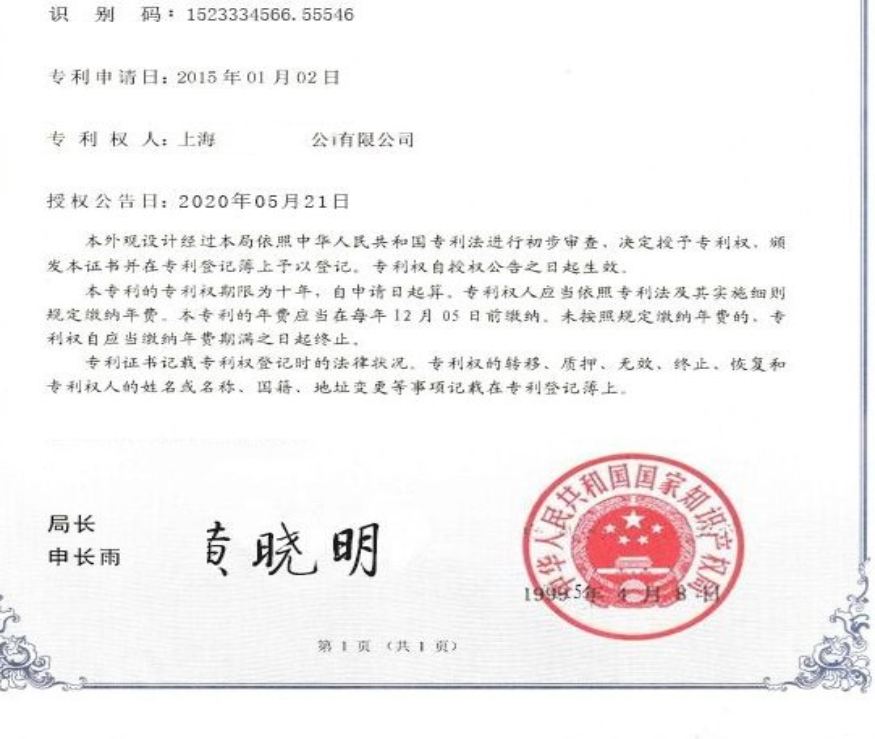 识 别 码：1523334566.55546
专利申请日：2015年01月02日
专 利 权 人：上海 公i有限公司
授权公告日：2020年05月21日
本外观设计经过本局依照中华人民共和国专利法进行初步审查，决定授予专利权，颁
发本证书并在专利登记簿上予以登记。专利权自授权公告之日起生效。
本专利的专利权期限为十年，自申请日起算。专利权人应当依照专利法及其实施细则
规定缴纳年费。本专利的年费应当在每年 12 月 05 日前缴纳。未按照规定缴纳年费的，专
利权自应当缴纳年费期满之日起终止。
专利证书记载专利权登记时的法律状况。专利权的转移、质押、无效、终止、恢复和
专利权人的姓名或名称、国籍、地址变更等事项记载在专利登记簿上。
局长
申长雨
黄晓明
中华人民共和国国家知识产权局
19995年 4 月 8 日
第 1 页 （共 1 页）